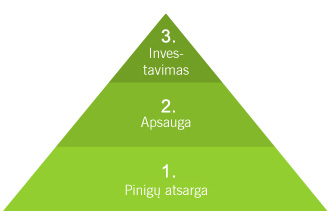 3.
Inves-
tavimas
2.
Apsauga
1.
Pinigų atsarga